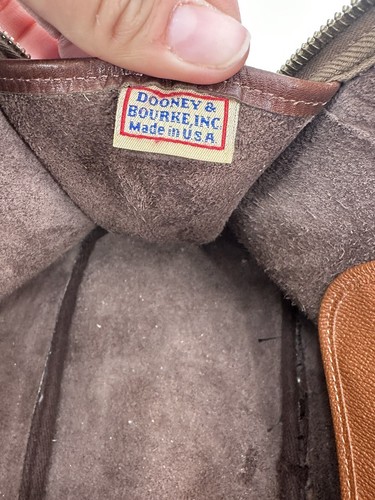 DOONEY &
BOURKE, INC.
Made in U.S.A.